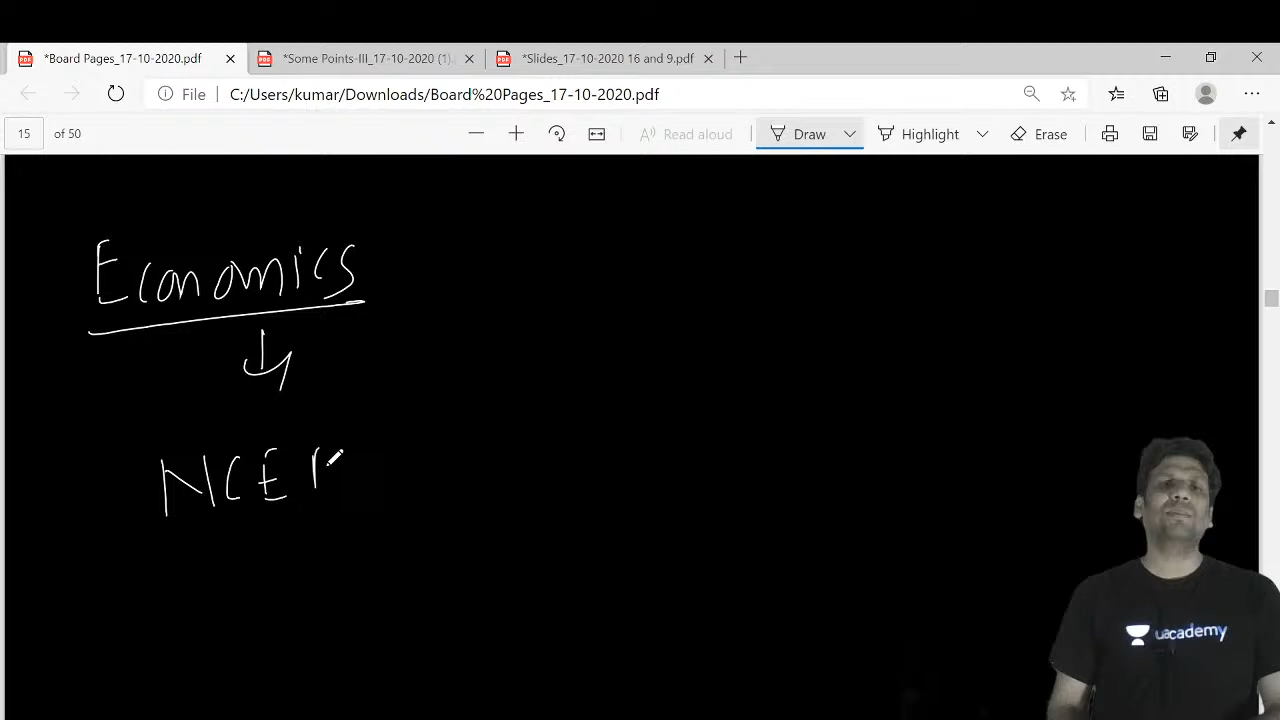 *Board Pages_17-10-2020.pdf
*Some Points-III_17-10-2020 (1).
*Slides_17-10-2020 16 and 9.pdf
File C:/Users/kumar/Downloads/Board%20Pages_17-10-2020.pdf
15 of 50
Read aloud
Draw
Highlight
Erase
Economics
NCE
unacademy